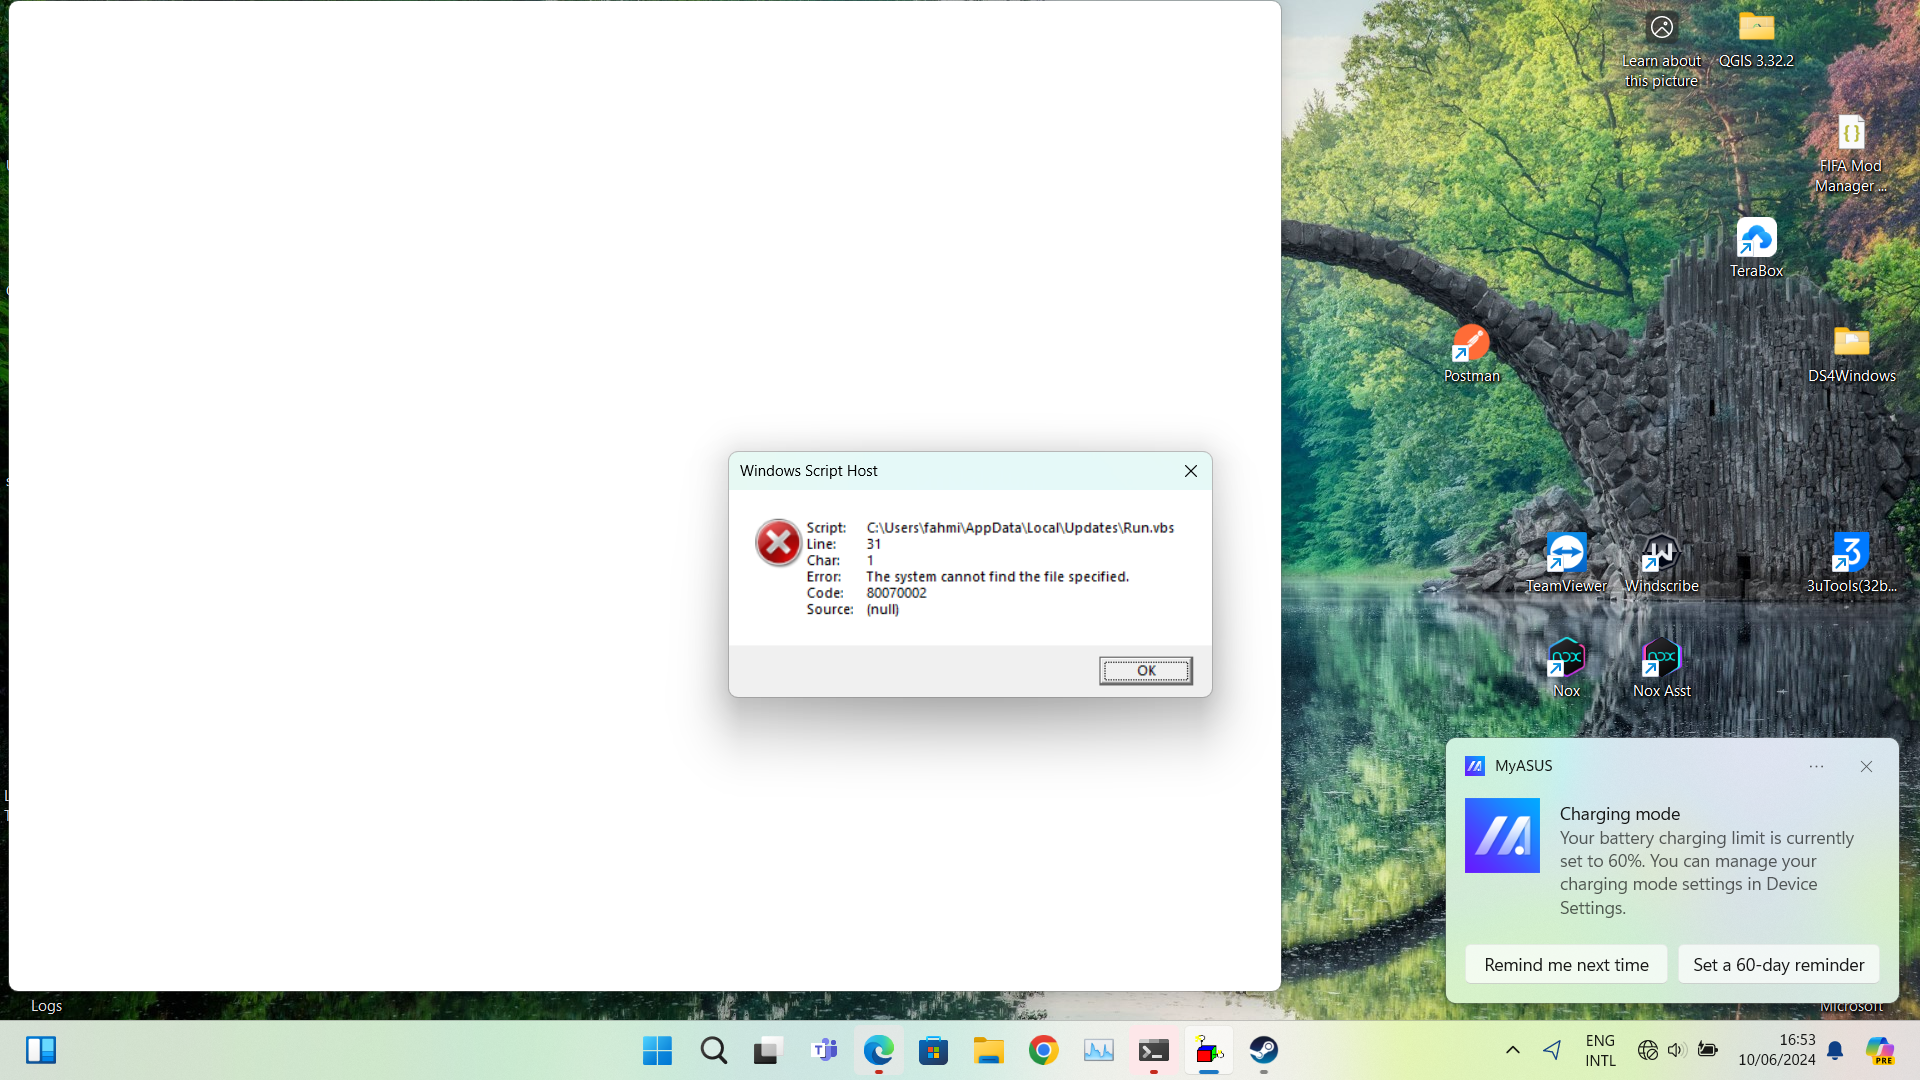 Learn about
this picture
QGIS 3.32.2
FIFA Mod
Manager ...
TeraBox
Postman
DS4Windows
Windows Script Host
Script: C:\Users\fahmi\AppData\Local\Updates\Run.vbs
Line: 31
Char: 1
Error: The system cannot find the file specified.
Code: 80070002
Source: (null)
OK
TeamViewer
Windscribe
3uTools(32b...
Nox
Nox Asst
MyASUS
Charging mode
Your battery charging limit is currently
set to 60%. You can manage your
charging mode settings in Device
Settings.
Remind me next time
Set a 60-day reminder
Logs
Microsoft
ENG
INTL
16:53
10/06/2024
PRE